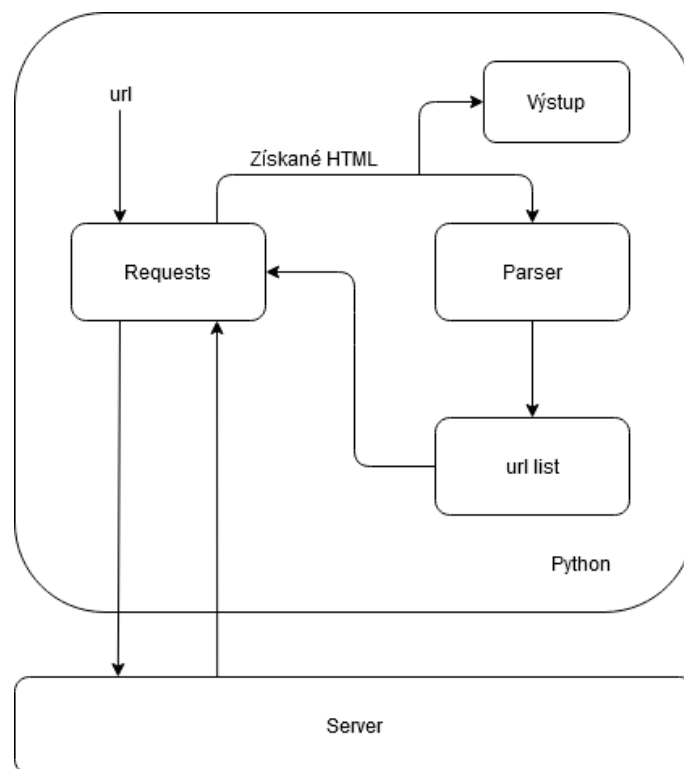 url
Výstup
Získané HTML
Requests
Parser
url list
Python
Server